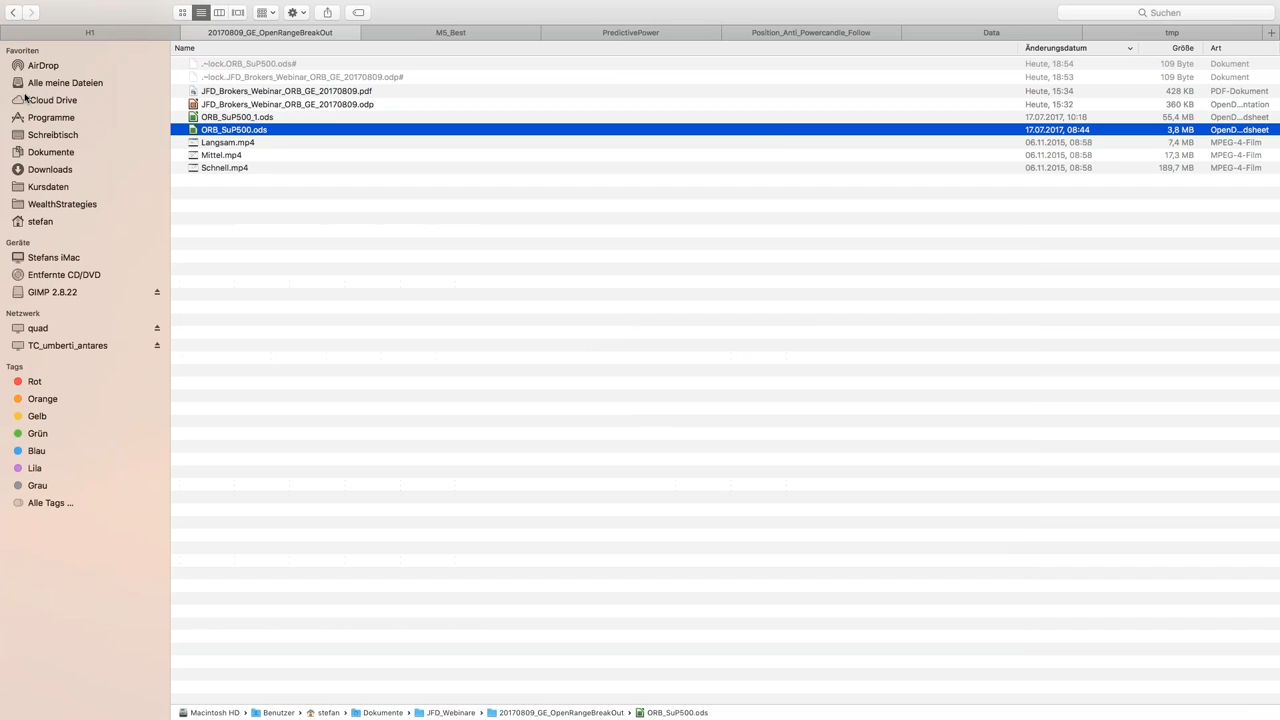 Suchen
H1
20170809_GE_OpenRangeBreakOut
M5_Best
PredictivePower
Position_Anti_Powercandle_Follow
Data
tmp
Favoriten
AirDrop
Alle meine Dateien
iCloud Drive
Programme
Schreibtisch
Dokumente
Downloads
Kursdaten
WealthStrategies
stefan
Geräte
Stefans iMac
Entfernte CD/DVD
GIMP 2.8.22
Netzwerk
quad
TC_umberti_antares
Tags
Rot
Orange
Gelb
Grün
Blau
Lila
Grau
Alle Tags ...
Name Änderungsdatum Größe Art
.~lock.ORB_SuP500.ods# Heute, 18:54 109 Byte Dokument
.~lock.JFD_Brokers_Webinar_ORB_GE_20170809.odp# Heute, 18:53 109 Byte Dokument
JFD_Brokers_Webinar_ORB_GE_20170809.pdf Heute, 15:34 428 KB PDF-Dokument
JFD_Brokers_Webinar_ORB_GE_20170809.odp Heute, 15:32 360 KB OpenD...ntation
ORB_SuP500_1.ods 17.07.2017, 10:18 55,4 MB OpenD...dsheet
ORB_SuP500.ods 17.07.2017, 08:44 3,8 MB OpenD...dsheet
Langsam.mp4 06.11.2015, 08:58 7,4 MB MPEG-4-Film
Mittel.mp4 06.11.2015, 08:58 17,3 MB MPEG-4-Film
Schnell.mp4 06.11.2015, 08:58 189,7 MB MPEG-4-Film
Macintosh HD Benutzer stefan Dokumente JFD_Webinare 20170809_GE_OpenRangeBreakOut ORB_SuP500.ods